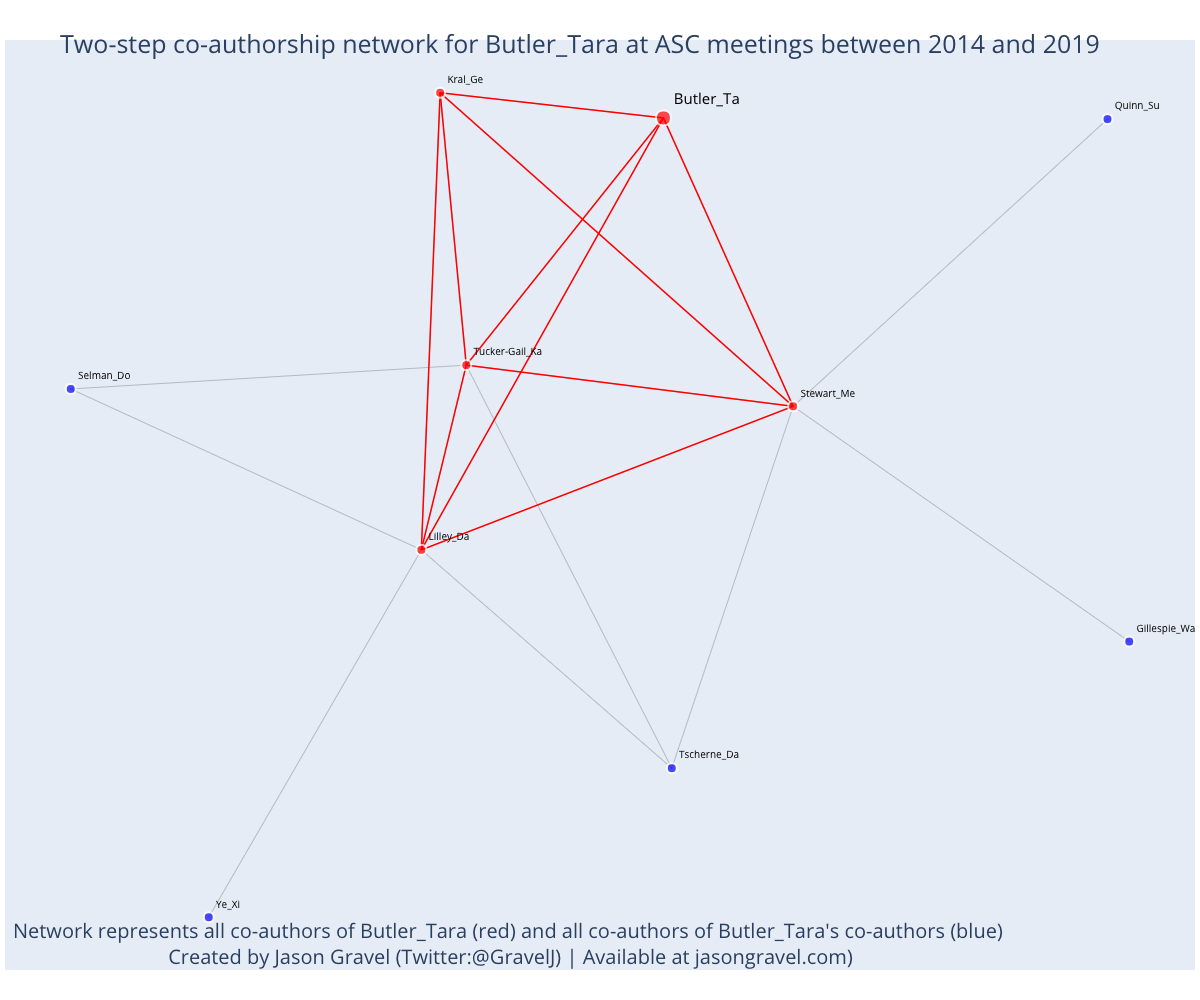 Two-step co-authorship network for Butler_Tara at ASC meetings between 2014 and 2019
Kral_Ge
Butler_Ta
Quinn_Su
Tucker-Gail_Ka
Selman_Do
Stewart_Me
Lilley_Da
Gillespie_Wa
Tscherne_Da
Ye_Xi
Network represents all co-authors of Butler_Tara (red) and all co-authors of Butler_Tara's co-authors (blue)
Created by Jason Gravel (Twitter:@GravelJ) | Available at jasongravel.com)